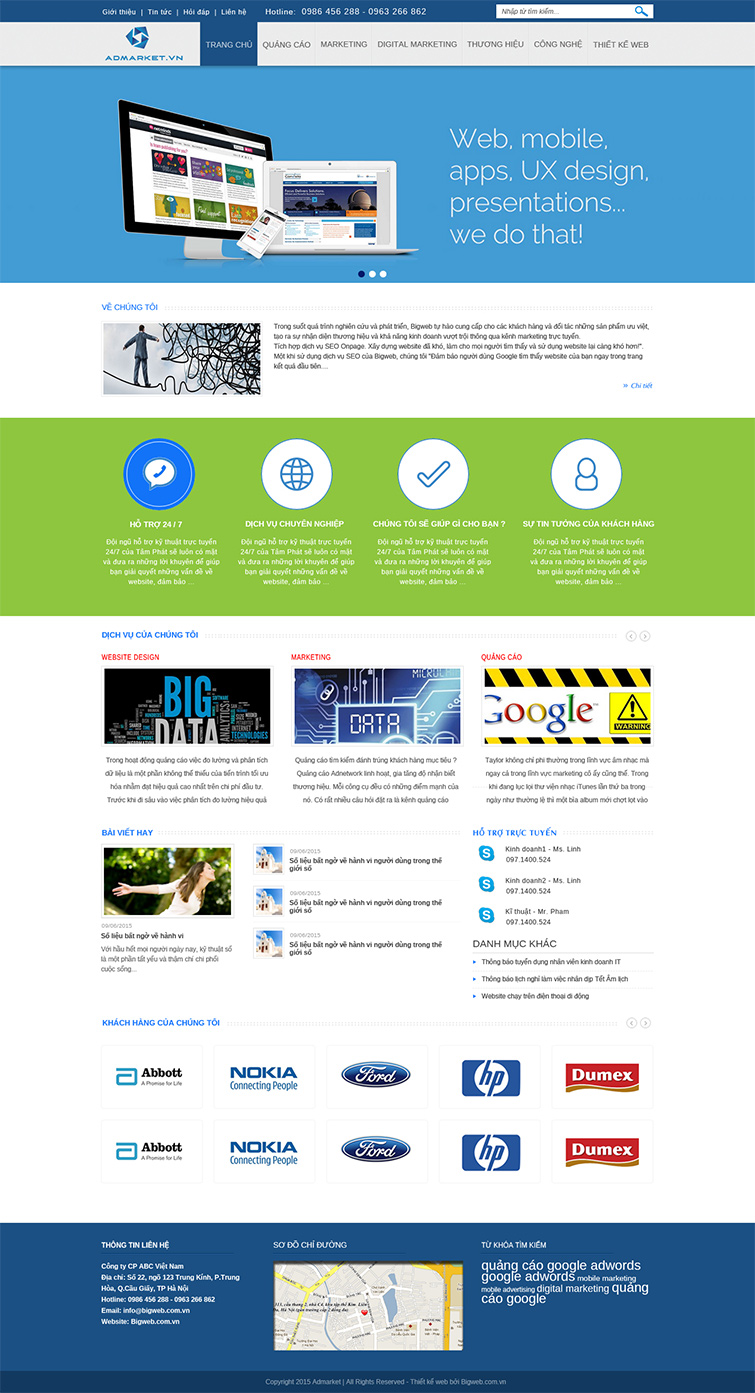 Giới thiệu | Tin tức | Hỏi đáp | Liên hệ
Hotline: 0986 456 288 - 0963 266 862
Nhập từ tìm kiếm...
ADMARKET.VN
TRANG CHỦ
QUẢNG CÁO
MARKETING
DIGITAL MARKETING
THƯƠNG HIỆU
CÔNG NGHỆ
THIẾT KẾ WEB
Web, mobile,
apps, UX design,
presentations...
we do that!
VỀ CHÚNG TÔI
Trong suốt quá trình nghiên cứu và phát triển, Bigweb tự hào cung cấp cho các khách hàng và đối tác những sản phẩm ưu việt,
tạo ra sự nhận diện thương hiệu và khả năng kinh doanh vượt trội thông qua kênh marketing trực tuyến.
Tích hợp dịch vụ SEO Onpage. Xây dựng website đã khó, làm cho mọi người tìm thấy và sử dụng website lại càng khó hơn!".
Một khi sử dụng dịch vụ SEO của Bigweb, chúng tôi "Đảm bảo người dùng Google tìm thấy website của bạn ngay trong trang
kết quả đầu tiên....
» Chi tiết
HỖ TRỢ 24 / 7
Đội ngũ hỗ trợ kỹ thuật trực tuyến
24/7 của Tâm Phát sẽ luôn có mặt
và đưa ra những lời khuyên để giúp
bạn giải quyết những vấn đề về
website, đảm bảo ...
DỊCH VỤ CHUYÊN NGHIỆP
Đội ngũ hỗ trợ kỹ thuật trực tuyến
24/7 của Tâm Phát sẽ luôn có mặt
và đưa ra những lời khuyên để giúp
bạn giải quyết những vấn đề về
website, đảm bảo ...
CHÚNG TÔI SẼ GIÚP GÌ CHO BẠN ?
Đội ngũ hỗ trợ kỹ thuật trực tuyến
24/7 của Tâm Phát sẽ luôn có mặt
và đưa ra những lời khuyên để giúp
bạn giải quyết những vấn đề về
website, đảm bảo ...
SỰ TIN TƯỞNG CỦA KHÁCH HÀNG
Đội ngũ hỗ trợ kỹ thuật trực tuyến
24/7 của Tâm Phát sẽ luôn có mặt
và đưa ra những lời khuyên để giúp
bạn giải quyết những vấn đề về
website, đảm bảo ...
DỊCH VỤ CỦA CHÚNG TÔI
WEBSITE DESIGN
BIG
DATA
ANALYTICS
Trong hoạt động quảng cáo việc đo lường và phân tích
dữ liệu là một phần không thể thiếu của tiến trình tối ưu
hóa nhằm đạt hiệu quả cao nhất trên chi phí đầu tư.
Trước khi đi sâu vào việc phân tích đo lường hiệu quả
MARKETING
DATA
Quảng cáo tìm kiếm đánh trúng khách hàng mục tiêu ?
Quảng cáo Adnetwork linh hoạt, gia tăng độ nhận biết
thương hiệu. Mỗi công cụ đều có những điểm mạnh của
nó. Có rất nhiều câu hỏi đặt ra là kênh quảng cáo
QUẢNG CÁO
Google
WARNING
Taylor không chi phi thường trong lĩnh vực âm nhạc mà
ngay cả trong lĩnh vực marketing cô ấy cũng thế. Trong
khi đang lục lọi thư viện nhạc iTunes lần thứ ba trong
ngày như thường lệ thì một bìa album mới chợt lọt vào
BÀI VIẾT HAY
09/06/2015
Số liệu bất ngờ về hành vi
Với hầu hết mọi người ngày nay, kỹ thuật số
là một phần tất yếu và thậm chí chi phối
cuộc sống...
09/06/2015
Số liệu bất ngờ về hành vi người dùng trong thế
giới số
09/06/2015
Số liệu bất ngờ về hành vi người dùng trong thế
giới số
09/06/2015
Số liệu bất ngờ về hành vi người dùng trong thế
giới số
HỖ TRỢ TRỰC TUYẾN
Kinh doanh1 - Ms. Linh
097.1400.524
Kinh doanh2 - Ms. Linh
097.1400.524
Kĩ thuật - Mr. Pham
097.1400.524
DANH MỤC KHÁC
Thông báo tuyển dụng nhân viên kinh doanh IT
Thông báo lịch nghỉ làm việc nhân dịp Tết Âm lịch
Website chạy trên điện thoại di động
KHÁCH HÀNG CỦA CHÚNG TÔI
Abbott
A Promise for Life
NOKIA
Connecting People
Ford
hp
Dumex
Abbott
A Promise for Life
NOKIA
Connecting People
Ford
hp
Dumex
THÔNG TIN LIÊN HỆ
Công ty CP ABC Việt Nam
Địa chỉ: Số 22, ngõ 123 Trung Kính, P.Trung
Hòa, Q.Cầu Giấy, TP Hà Nội
Hotline: 0986 456 288 - 0963 266 862
Email: info@bigweb.com.vn
Website: Bigweb.com.vn
SƠ ĐỒ CHỈ ĐƯỜNG
TỪ KHÓA TÌM KIẾM
quảng cáo google adwords
google adwords mobile marketing
mobile advertising digital marketing quảng
cáo google
Copyright 2015 Admarket | All Rights Reserved - Thiết kế web bởi Bigweb.com.vn